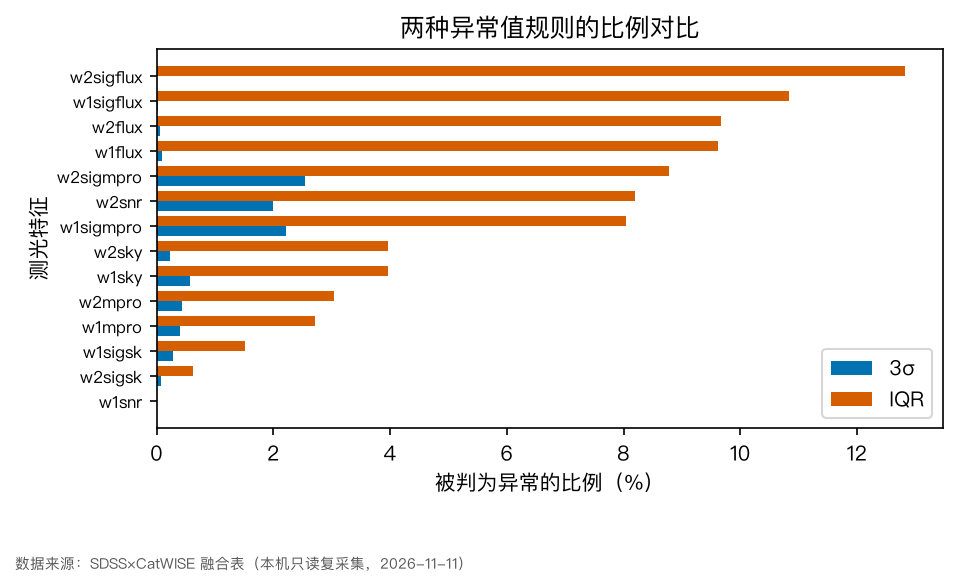 两种异常值规则的比例对比
测光特征
w2sigflux
w1sigflux
w2flux
w1flux
w2sigmpro
w2snr
w1sigmpro
w2sky
w1sky
w2mpro
w1mpro
w1sigsk
w2sigsk
w1snr
3σ
IQR
0 2 4 6 8 10 12
被判为异常的比例（%）
数据来源：SDSS×CatWISE 融合表（本机只读复采集，2026−11−11）